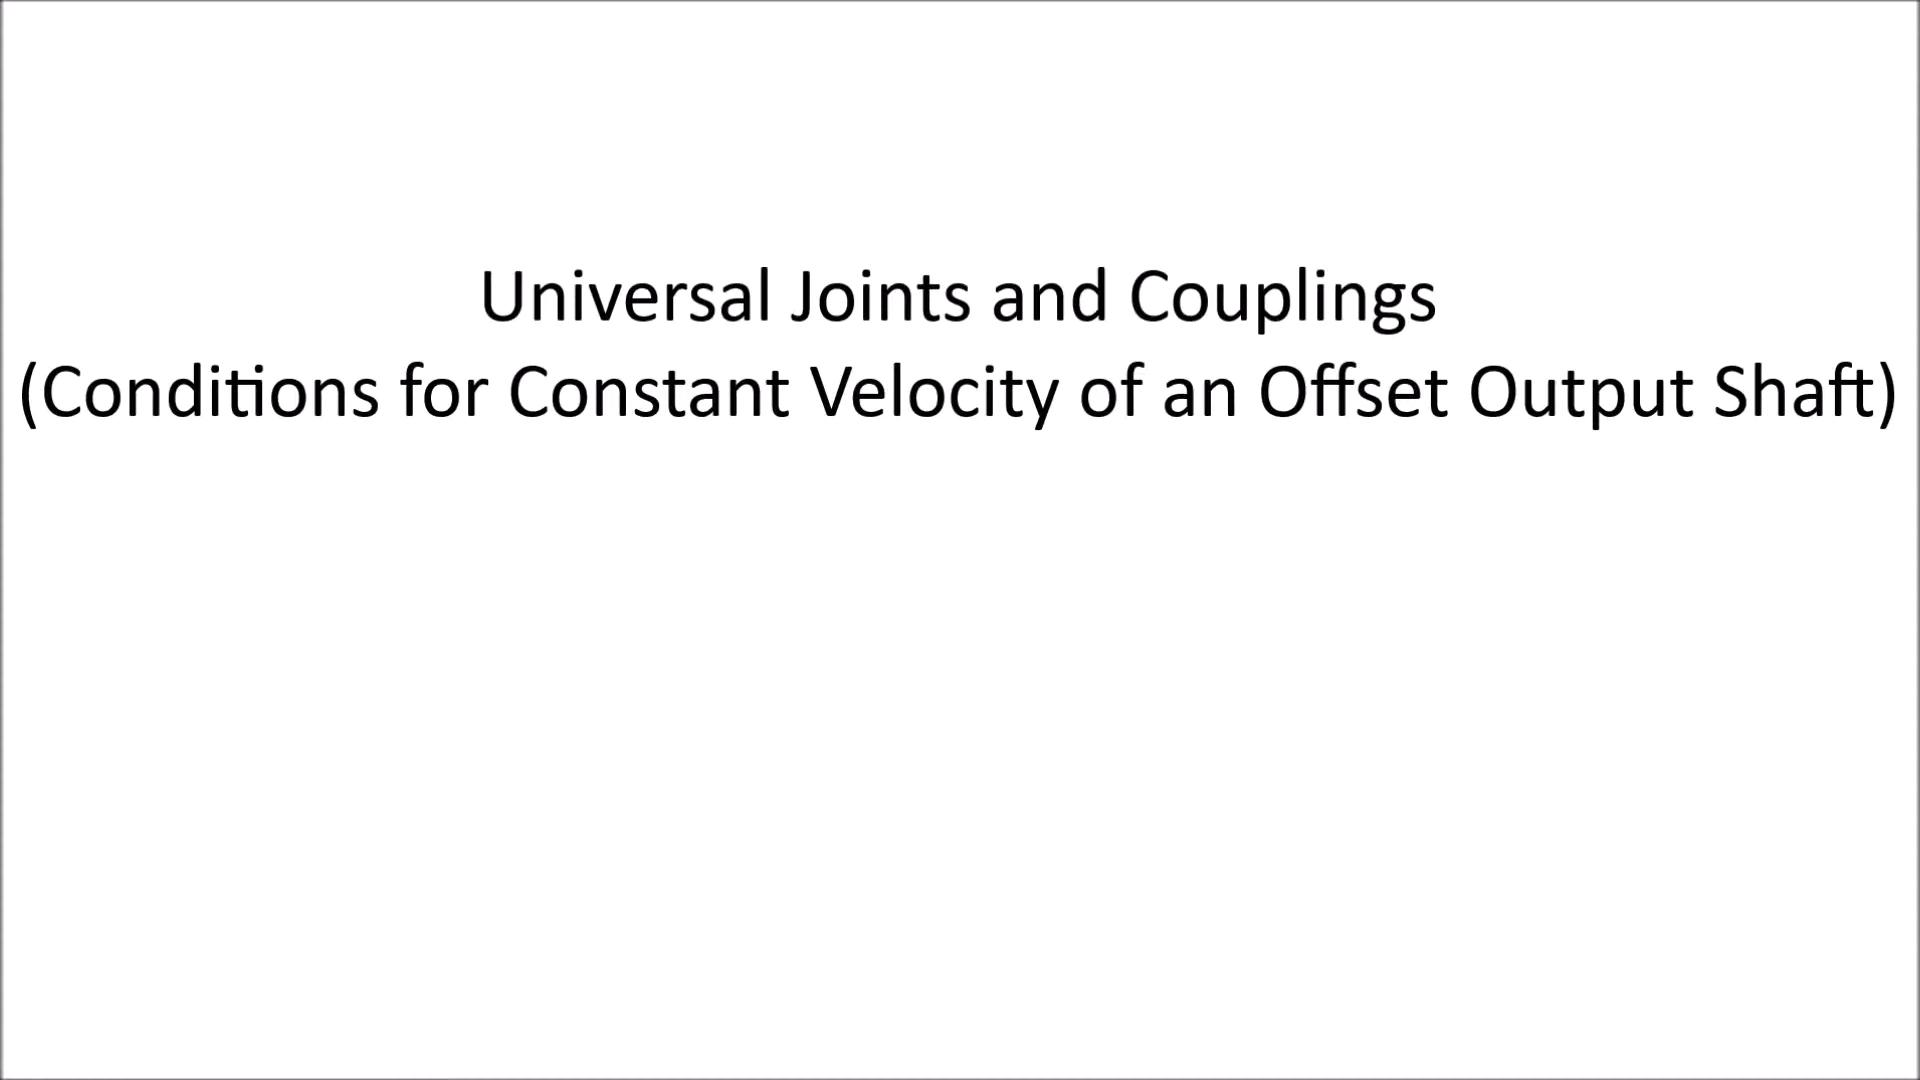 Universal Joints and Couplings
(Conditions for Constant Velocity of an Offset Output Shaft)